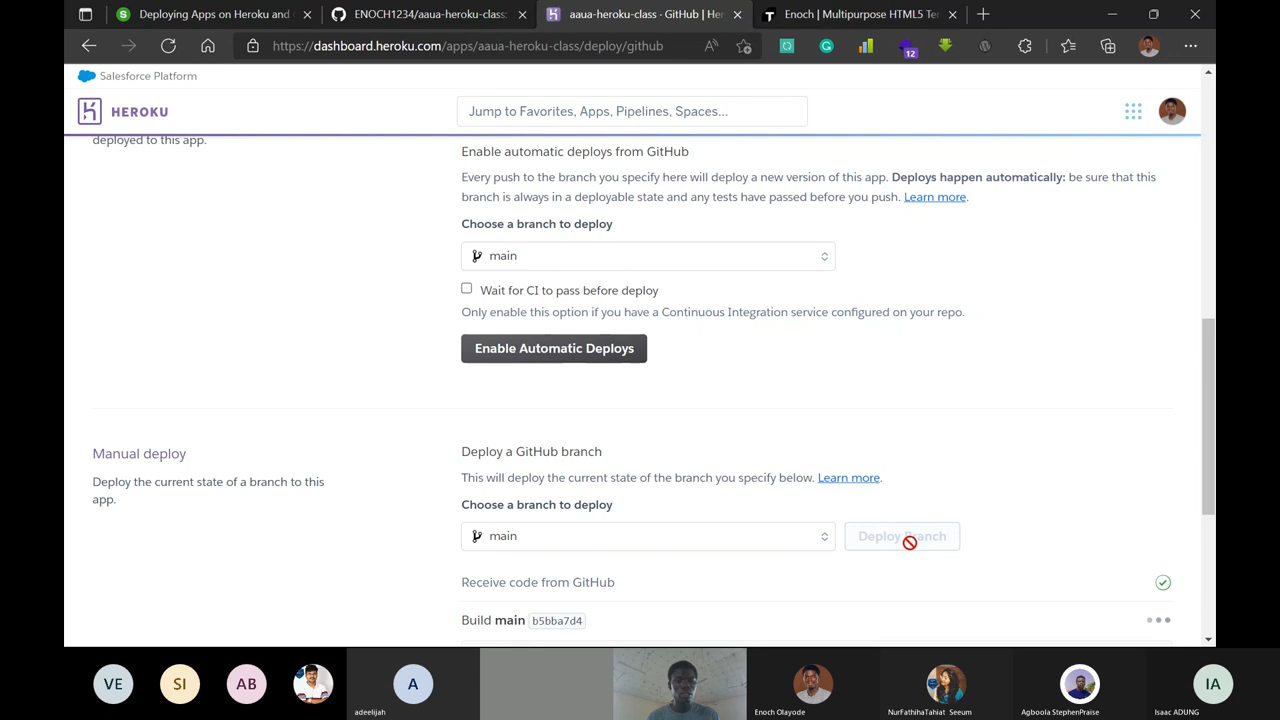 Deploying Apps on Heroku and
ENOCH1234/aaua-heroku-class:
aaua-heroku-class · GitHub | Her
Enoch | Multipurpose HTML5 Te
https://dashboard.heroku.com/apps/aaua-heroku-class/deploy/github
12
Salesforce Platform
HEROKU
Jump to Favorites, Apps, Pipelines, Spaces...
deployed to this app.
Enable automatic deploys from GitHub
Every push to the branch you specify here will deploy a new version of this app. Deploys happen automatically: be sure that this
branch is always in a deployable state and any tests have passed before you push. Learn more.
Choose a branch to deploy
main
Wait for CI to pass before deploy
Only enable this option if you have a Continuous Integration service configured on your repo.
Enable Automatic Deploys
Manual deploy
Deploy the current state of a branch to this
app.
Deploy a GitHub branch
This will deploy the current state of the branch you specify below. Learn more.
Choose a branch to deploy
main
Deploy Branch
Receive code from GitHub
Build main b5bba7d4
VE
SI
AB
A
IA
adeelijah
Enoch Olayode
NurFathihaTahiat Seeum
Agboola StephenPraise
Isaac ADUNG